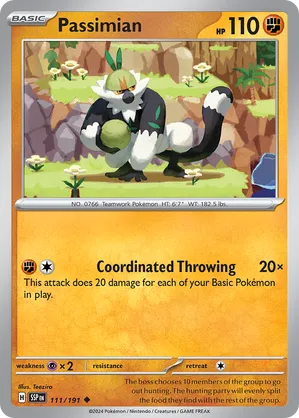 BASIC
Passimian
HP 110
NO. 0766 Teamwork Pokémon HT: 6'7" WT: 182.5 lbs.
Coordinated Throwing 20×
This attack does 20 damage for each of your Basic Pokémon
in play.
weakness ×2 resistance retreat
Illus. Teeziro
The boss chooses 10 members of the group to go
out hunting. The hunting party will evenly split
the food they find with the rest of the group.
H SSP EN 111/191
©2024 Pokémon / Nintendo / Creatures / GAME FREAK